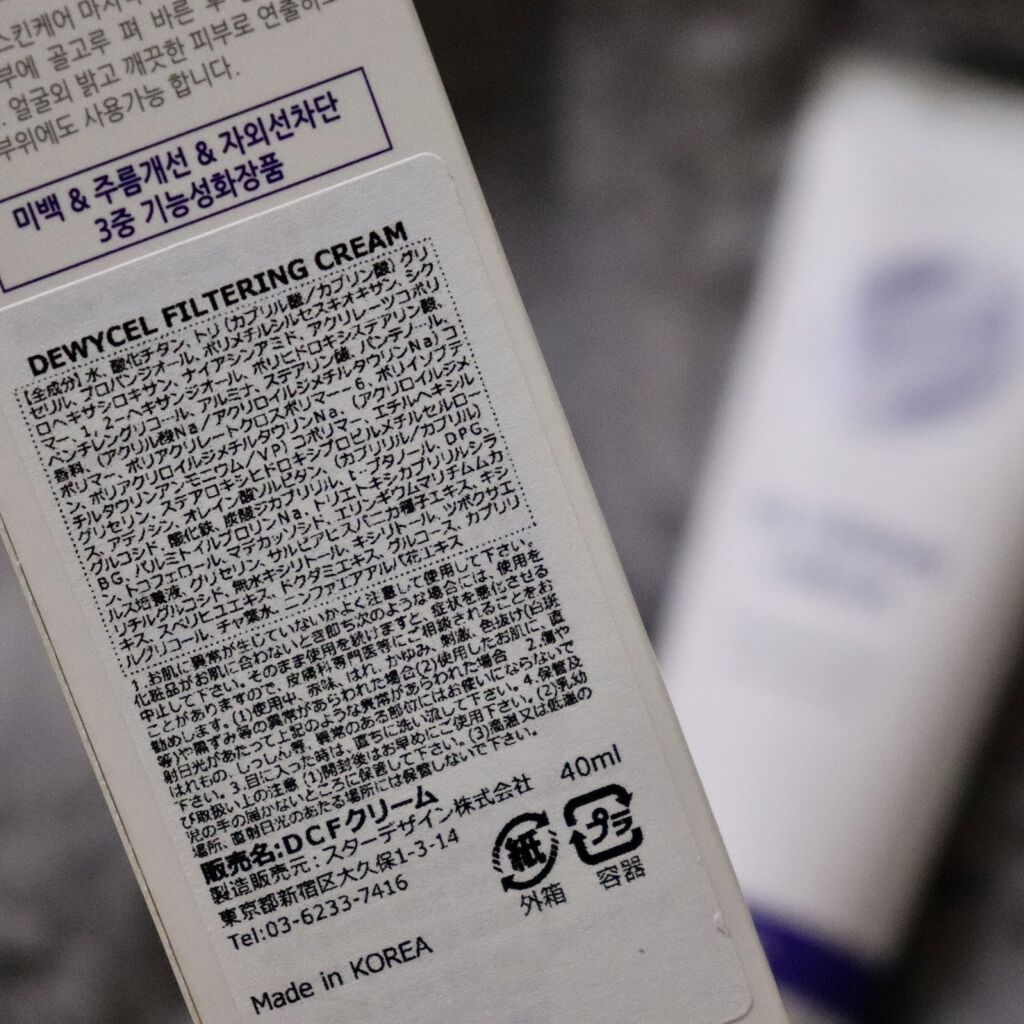 스킨케어 마지막
부에 골고루 펴 바른 후
얼굴외 밝고 깨끗한 피부로 연출하
부위에도 사용가능 합니다.
미백 & 주름개선 & 자외선차단
3중 기능성화장품
DEWYCEL FILTERING CREAM
[全成分] 水、酸化チタン、トリ (カプリル酸/カプリン酸) グリ
セリル、プロパンジオール、ポリメチルシルセスキオキサン、シク
ロヘキサシロキサン、ナイアシンアミド、アクリレーツコポリ
マー、1，2－ヘキサンジオール、ポリヒドロキシステアリン酸、
ペンチレングリコール、アルミナ、ステアリン酸、パンテノール、
香料、(アクリル酸Na/アクリロイルジメチルタウリンNa) コ
ポリマー、ポリアクリレートクロスポリマー6、ポリイソブテ
ン、ポリアクリロイルジメチルタウリンNa、(アクリロイルジメ
チルタウリンアンモニウム/VP) コポリマー、エチルヘキシル
グリセリン、ステアロキシヒドロキシプロピルメチルセルロー
ス、アデノシン、オレイン酸ソルビタン、(カプリリル/カプリル)
グルコシド、酸化鉄、炭酸ジカプリリル、t-ブタノール、DPG、
BG、パルミトイルプロリンNa、トリエトキシカプリリルシラ
ン、トコフェロール、マデカッソシド、エリンギウムマリチムムカ
ルス培養液、グリセリン、サルビアヒスパニカ種子エキス、キシ
リチルグルコシド、無水キシリトール、キシリトール、ツボクサエ
キス、スベリヒユエキス、ドクダミエキス、グルコース、カプリリ
ルグリコール、チャ葉水、ニンファエアアルバ花エキス
1.お肌に異常が生じていないかよく注意して使用して下さい。
化粧品がお肌に合わないとき即ち次のような場合には、使用を
中止して下さい。そのまま使用を続けますと、症状を悪化させる
ことがありますので、皮膚科専門医等にご相談されることをお
勧めします。(1)使用中、赤味、はれ、かゆみ、刺激、色抜け(白斑
等)や黒ずみ等の異常があらわれた場合(2)使用したお肌に、直
射日光があたって上記のような異常があらわれた場合 2.傷や
はれもの、しっしん等、異常のある部位にはお使いにならないで
下さい。3.目に入った時は、直ちに洗い流して下さい。4.保管及
び取扱い上の注意 (1)開封後はお早めにご使用下さい。(2)乳幼
児の手の届かないところに保管して下さい。(3)高温又は低温の
場所、直射日光のあたる場所には保管しないで下さい。
販売名:DCFクリーム 40ml
製造販売元：スターデザイン株式会社
東京都新宿区大久保1-3-14
Tel:03-6233-7416
紙 プラ
外箱 容器
Made in KOREA